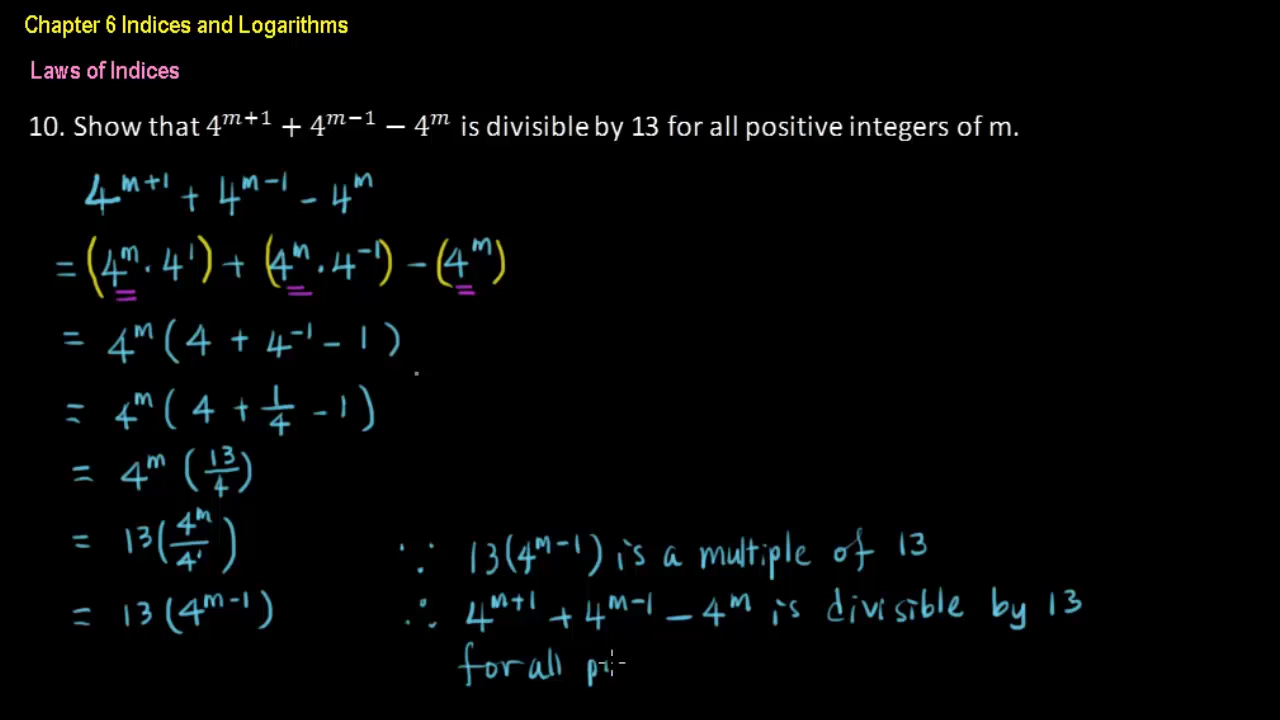 Chapter 6 Indices and Logarithms
Laws of Indices
10. Show that 4^{m+1} + 4^{m−1} − 4^m is divisible by 13 for all positive integers of m.
4^{m+1} + 4^{m-1} - 4^m
= (4^m · 4^1) + (4^m · 4^{-1}) - (4^m)
= 4^m (4 + 4^{-1} - 1)
= 4^m (4 + 1/4 - 1)
= 4^m (13/4)
= 13(4^m/4^1)
= 13(4^{m-1})
∵ 13(4^{m-1}) is a multiple of 13
∴ 4^{m+1} + 4^{m-1} - 4^m is divisible by 13
for all